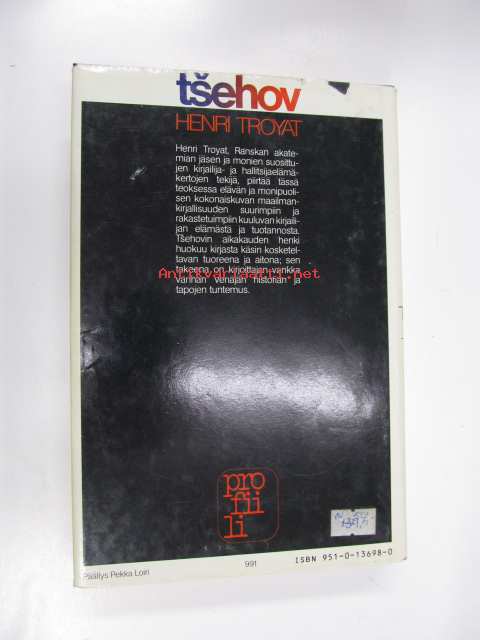 tšehov
HENRI TROYAT
Henri Troyat, Ranskan akate-
mian jäsen ja monien suosittu-
jen kirjailija- ja hallitsijaelämä-
kertojen tekijä, piirtää tässä
teoksessa elävän ja monipuoli-
sen kokonaiskuvan maailman-
kirjallisuuden suurimpiin ja
rakastetuimpiin kuuluvan kirjaili-
jan elämästä ja tuotannosta.
Tšehovin aikakauden henki
huokuu kirjasta käsin kosketel-
tavan tuoreena ja aitona; sen
takeena on kirjoittajan vankka
vanhan Venäjän historian ja
tapojen tuntemus.
Antikvariaatti.net
pro
fii
li
Päällys Pekka Loiri
991
ISBN 951-0-13698-0